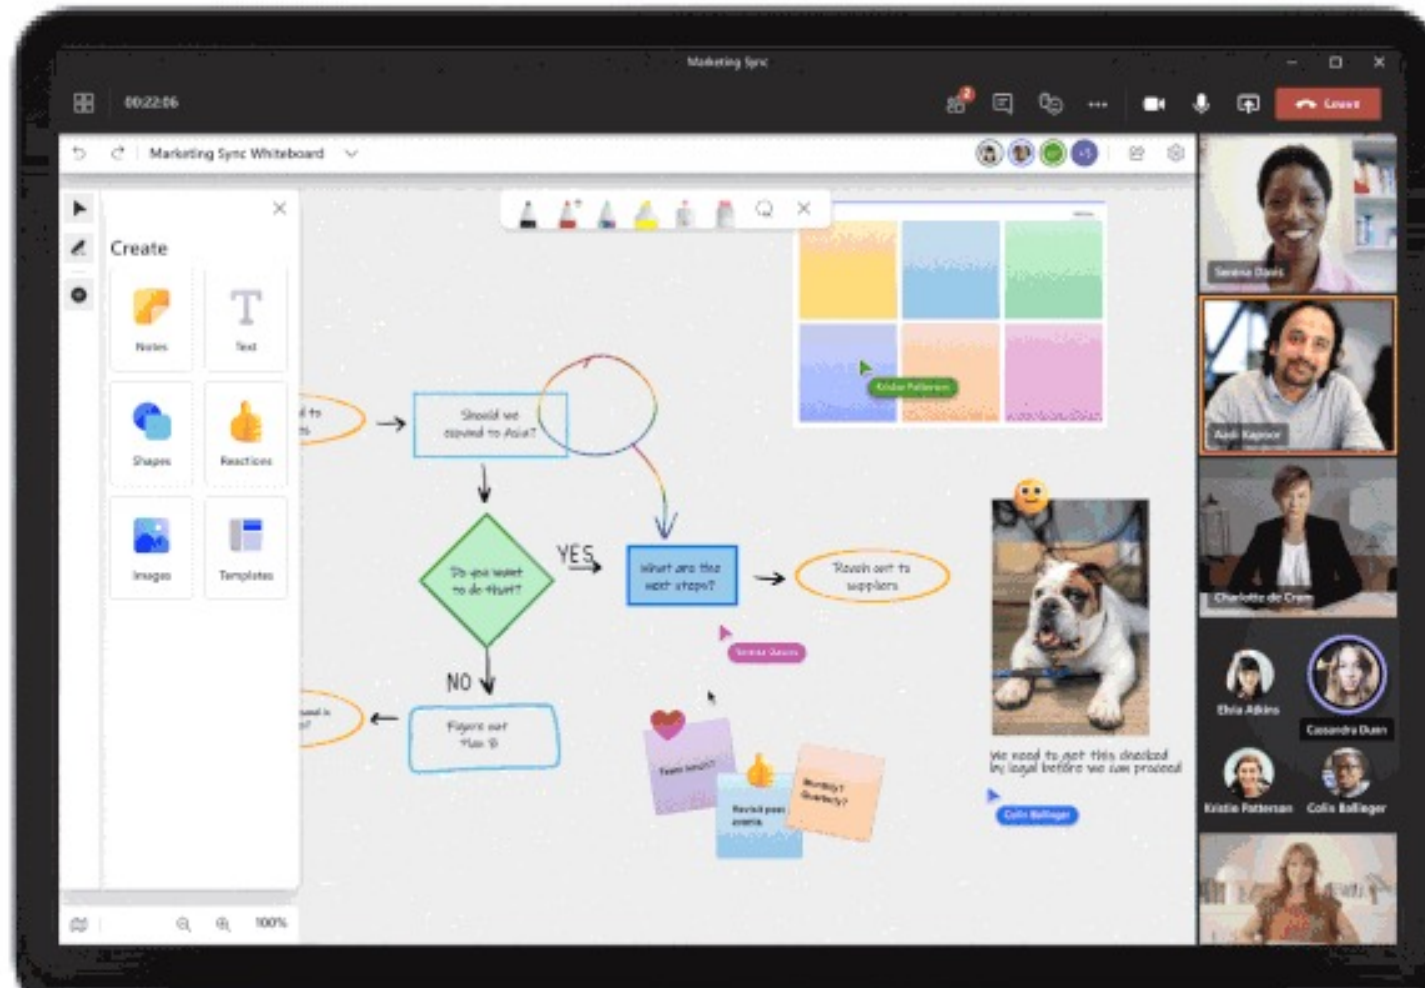 Marketing Sync
00:22:06
2
Leave
Marketing Sync Whiteboard
+5
Create
Notes
Text
Shapes
Reactions
Images
Templates
100%
d to
Should we
expand to Asia?
Do you want
to do that?
YES
What are the
next steps?
Reach out to
suppliers
NO
Figure out
Plan B
Kristie Patterson
Serena Davis
Team lunch?
Revisit past
events.
Monthly?
Quarterly?
We need to get this checked
by legal before we can proceed
Colin Ballinger
Serena Davis
Aadi Kapoor
Charlotte de Crum
Elvia Atkins
Cassandra Dunn
Kristie Patterson
Colin Ballinger